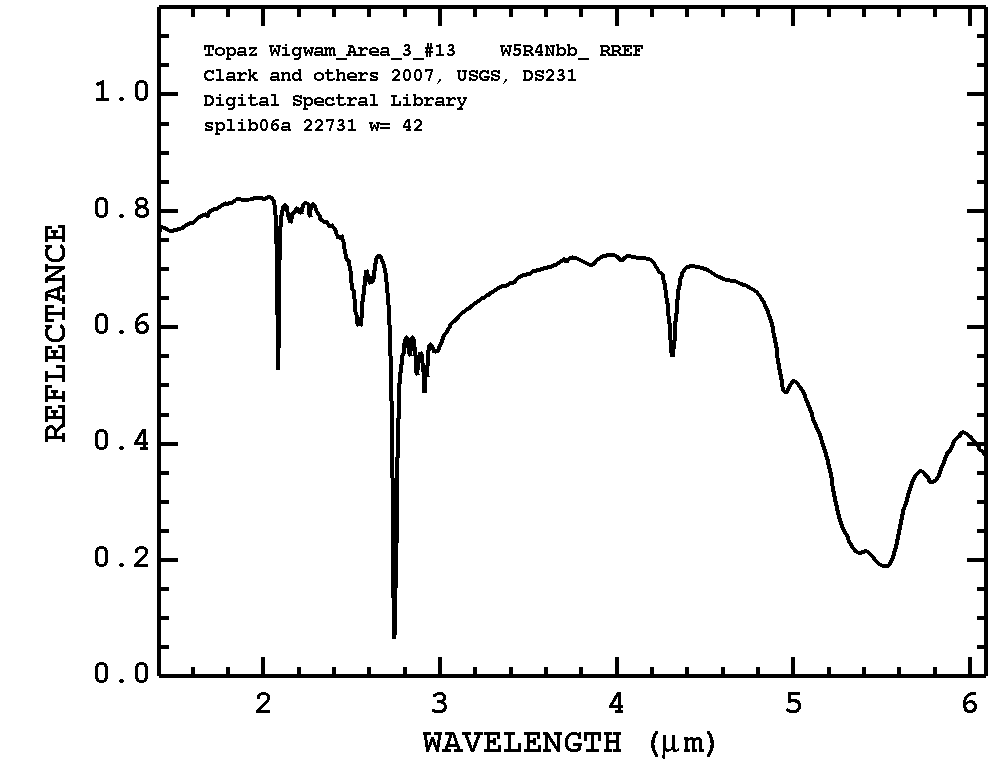 Topaz Wigwam_Area_3_#13 W5R4Nbb_ RREF
Clark and others 2007, USGS, DS231
Digital Spectral Library
splib06a 22731 w= 42
1.0
0.8
0.6
0.4
0.2
0.0
REFLECTANCE
2 3 4 5 6
WAVELENGTH (μm)